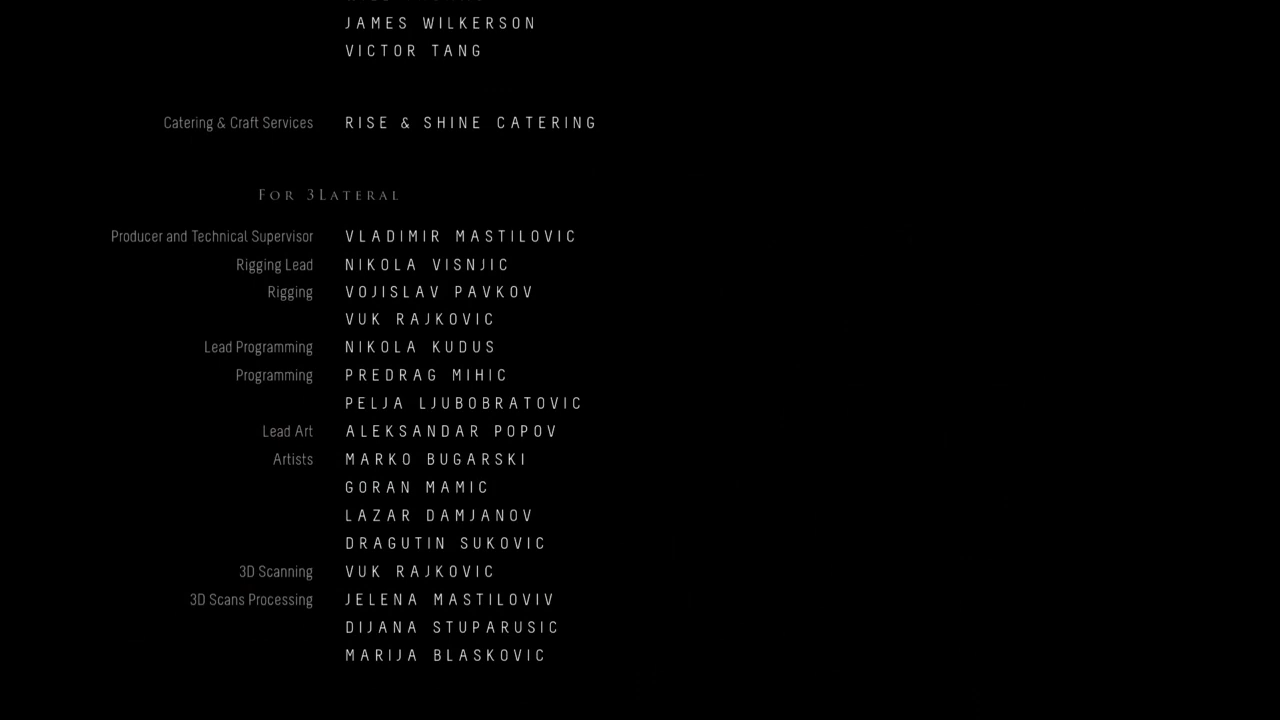 JAMES WILKERSON
VICTOR TANG
Catering & Craft Services RISE & SHINE CATERING
FOR 3LATERAL
Producer and Technical Supervisor VLADIMIR MASTILOVIC
Rigging Lead NIKOLA VISNJIC
Rigging VOJISLAV PAVKOV
VUK RAJKOVIC
Lead Programming NIKOLA KUDUS
Programming PREDRAG MIHIC
PELJA LJUBOBRATOVIC
Lead Art ALEKSANDAR POPOV
Artists MARKO BUGARSKI
GORAN MAMIC
LAZAR DAMJANOV
DRAGUTIN SUKOVIC
3D Scanning VUK RAJKOVIC
3D Scans Processing JELENA MASTILOVIV
DIJANA STUPARUSIC
MARIJA BLASKOVIC